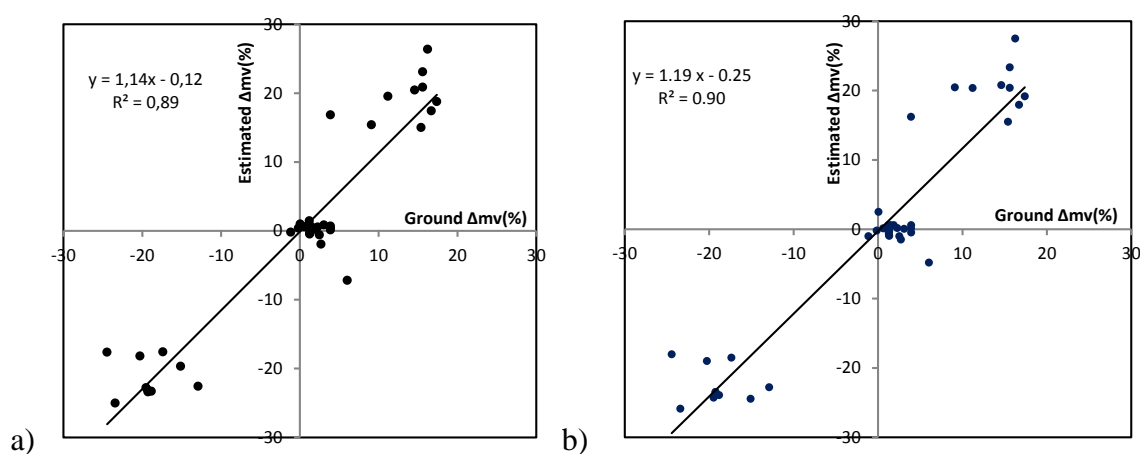 30
20
10
0
-10
-20
-30
-30
-20
-10
0
10
20
30
Estimated Δmv(%)
Ground Δmv(%)
y = 1,14x - 0,12
R² = 0,89
a)
30
20
10
0
-10
-20
-30
-30
-20
-10
0
10
20
30
Estimated Δmv(%)
Ground Δmv(%)
y = 1.19 x - 0.25
R² = 0.90
b)